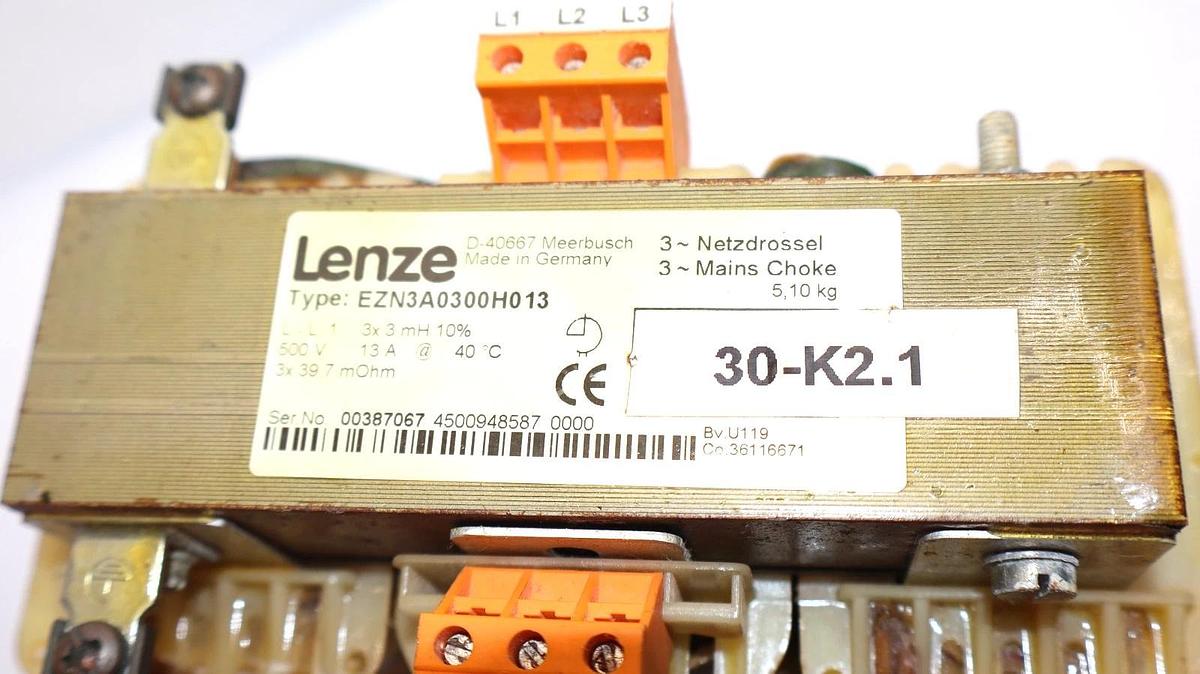 L1 L2 L3
Lenze
D-40667 Meerbusch
Made in Germany
3~ Netzdrossel
3~ Mains Choke
5,10 kg
Type: EZN3A0300H013
3x 3 mH 10%
500 V 13 A @ 40 °C
3x 39.7 mOhm
CE
30-K2.1
Ser No 00387067 4500948587 0000
Bv.U119
Co.36116671